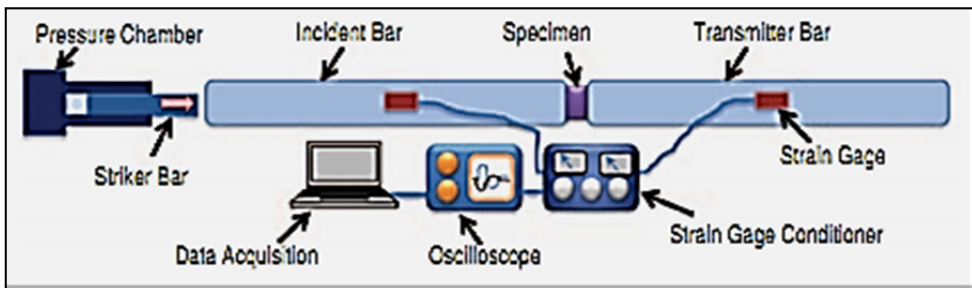 Pressure Chamber
Incident Bar
Specimen
Transmitter Bar
Striker Bar
Strain Gage
Data Acquisition
Oscilloscope
Strain Gage Conditioner